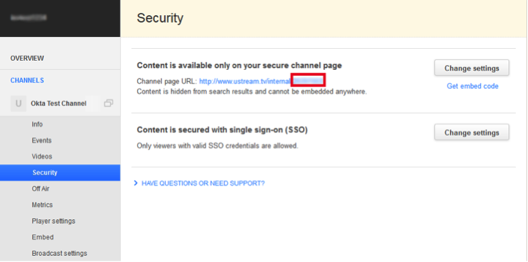 Security
OVERVIEW
CHANNELS
U Okta Test Channel
Info
Events
Videos
Security
Off Air
Metrics
Player settings
Embed
Broadcast settings
Content is available only on your secure channel page
Channel page URL: http://www.ustream.tv/internal
Content is hidden from search results and cannot be embedded anywhere.
Change settings
Get embed code
Content is secured with single sign-on (SSO)
Only viewers with valid SSO credentials are allowed.
Change settings
HAVE QUESTIONS OR NEED SUPPORT?